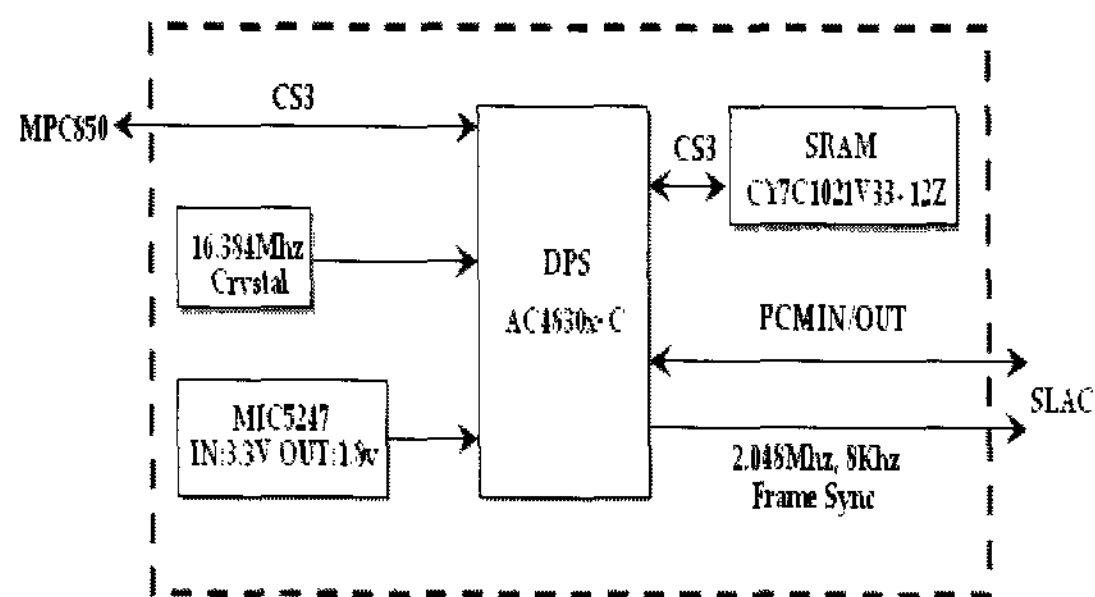 CS3
MPC850
CS3
SRAM
CY7C1021V33-12Z
16.384Mhz
Crystal
DPS
AC4830x-C
PCMIN/OUT
SLAC
MIC5247
IN:3.3V OUT:1.8v
2.048Mhz, 8Khz
Frame Sync